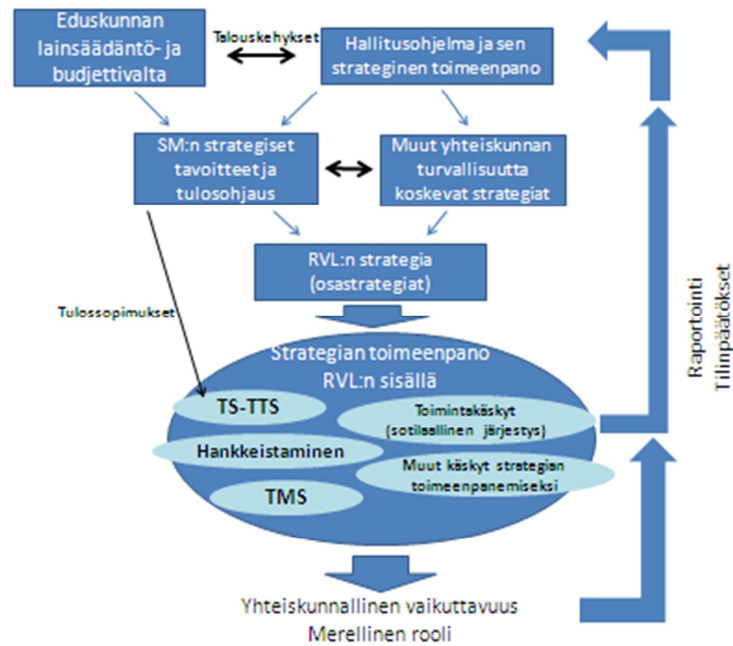 Eduskunnan
lainsäädäntö- ja
budjettivalta
Talouskehykset
Hallitusohjelma ja sen
strateginen toimeenpano
SM:n strategiset
tavoitteet ja
tulosohjaus
Muut yhteiskunnan
turvallisuutta
koskevat strategiat
RVL:n strategia
(osastrategiat)
Tulossopimukset
Strategian toimeenpano
RVL:n sisällä
TS-TTS
Toimintakäskyt
(sotilaallinen järjestys)
Hankkeistaminen
Muut käskyt strategian
toimeenpanemiseksi
TMS
Yhteiskunnallinen vaikuttavuus
Merellinen rooli
Raportointi
Tilinpäätökset